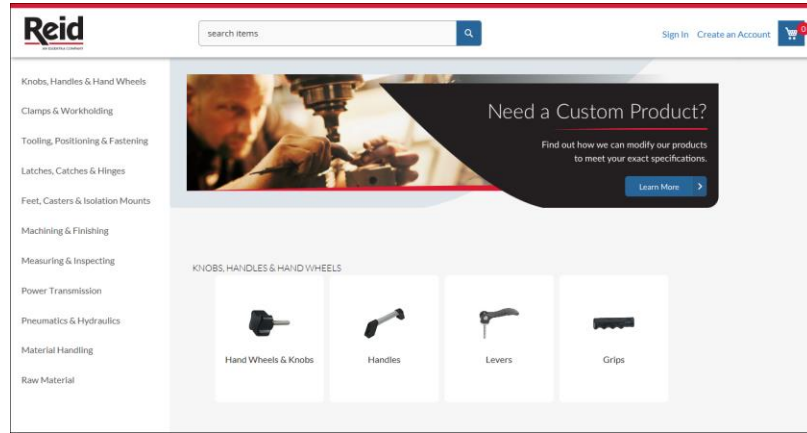 Reid
AN ESSENTRA COMPANY
search items
Sign In Create an Account
0
Knobs, Handles & Hand Wheels
Clamps & Workholding
Tooling, Positioning & Fastening
Latches, Catches & Hinges
Feet, Casters & Isolation Mounts
Machining & Finishing
Measuring & Inspecting
Power Transmission
Pneumatics & Hydraulics
Material Handling
Raw Material
Need a Custom Product?
Find out how we can modify our products
to meet your exact specifications.
Learn More
KNOBS, HANDLES & HAND WHEELS
Hand Wheels & Knobs
Handles
Levers
Grips